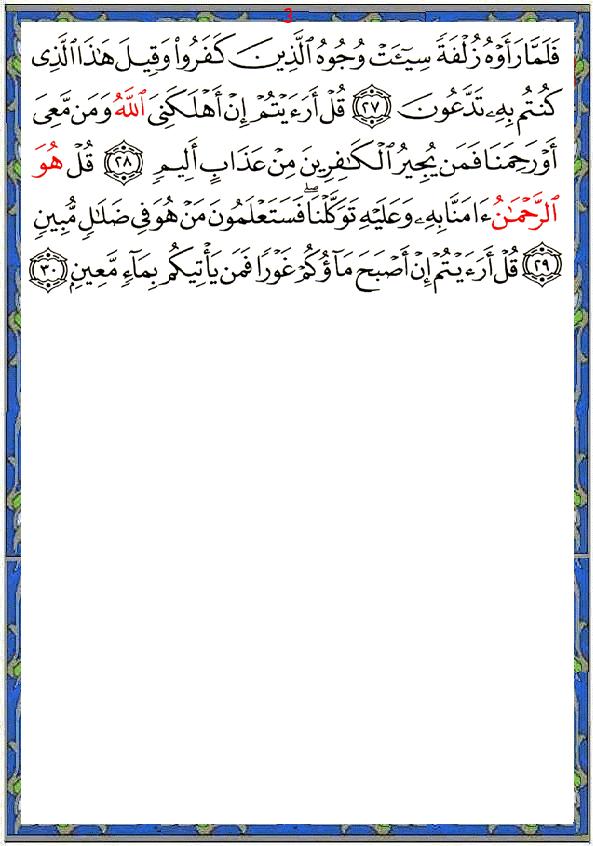 3
فَلَمَّا رَأَوْهُ زُلْفَةً سِيٓـَٔتْ وُجُوهُ ٱلَّذِينَ كَفَرُوا۟ وَقِيلَ هَٰذَا ٱلَّذِى
كُنتُم بِهِۦ تَدَّعُونَ ﴿٢٧﴾ قُلْ أَرَءَيْتُمْ إِنْ أَهْلَكَنِىَ ٱللَّهُ وَمَن مَّعِىَ
أَوْ رَحِمَنَا فَمَن يُجِيرُ ٱلْكَٰفِرِينَ مِنْ عَذَابٍ أَلِيمٍ ﴿٢٨﴾ قُلْ هُوَ
ٱلرَّحْمَٰنُ ءَامَنَّا بِهِۦ وَعَلَيْهِ تَوَكَّلْنَا ۖ فَسَتَعْلَمُونَ مَنْ هُوَ فِى ضَلَٰلٍ مُّبِينٍ
﴿٢٩﴾ قُلْ أَرَءَيْتُمْ إِنْ أَصْبَحَ مَآؤُكُمْ غَوْرًا فَمَن يَأْتِيكُم بِمَآءٍ مَّعِينٍۭ ﴿٣٠﴾